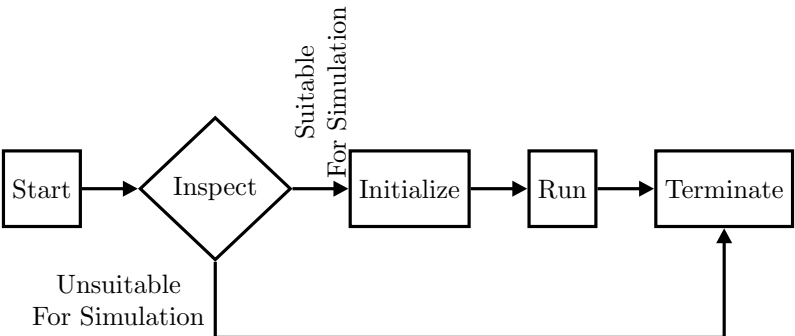 Start
Inspect
Suitable
For Simulation
Initialize
Run
Terminate
Unsuitable
For Simulation